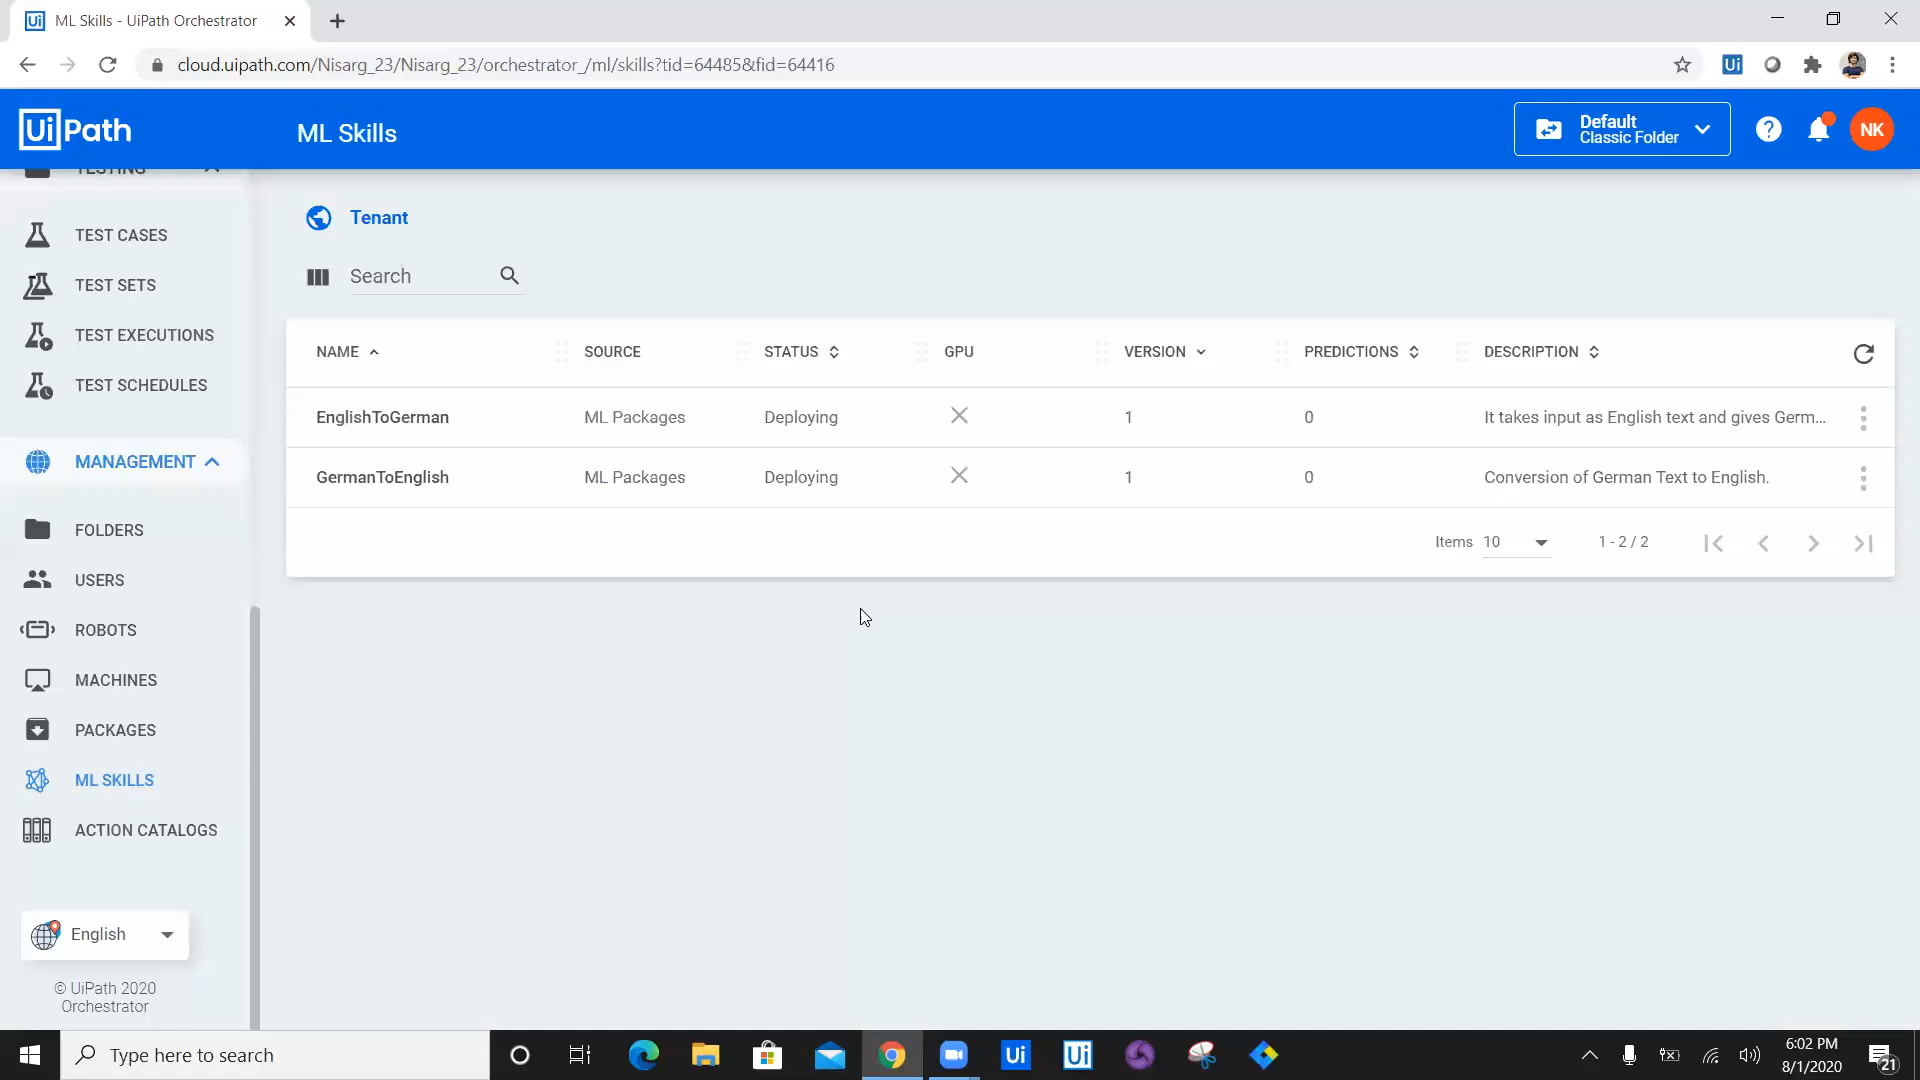 ML Skills - UiPath Orchestrator
cloud.uipath.com/Nisarg_23/Nisarg_23/orchestrator_/ml/skills?tid=64485&fid=64416
Ui
UiPath
ML Skills
Default
Classic Folder
NK
TESTING
TEST CASES
TEST SETS
TEST EXECUTIONS
TEST SCHEDULES
MANAGEMENT
FOLDERS
USERS
ROBOTS
MACHINES
PACKAGES
ML SKILLS
ACTION CATALOGS
English
© UiPath 2020
Orchestrator
Tenant
Search
NAME SOURCE STATUS GPU VERSION PREDICTIONS DESCRIPTION
EnglishToGerman ML Packages Deploying 1 0 It takes input as English text and gives Germ...
GermanToEnglish ML Packages Deploying 1 0 Conversion of German Text to English.
Items 10 1 - 2 / 2
Type here to search
Ui
Ui
6:02 PM
8/1/2020
21